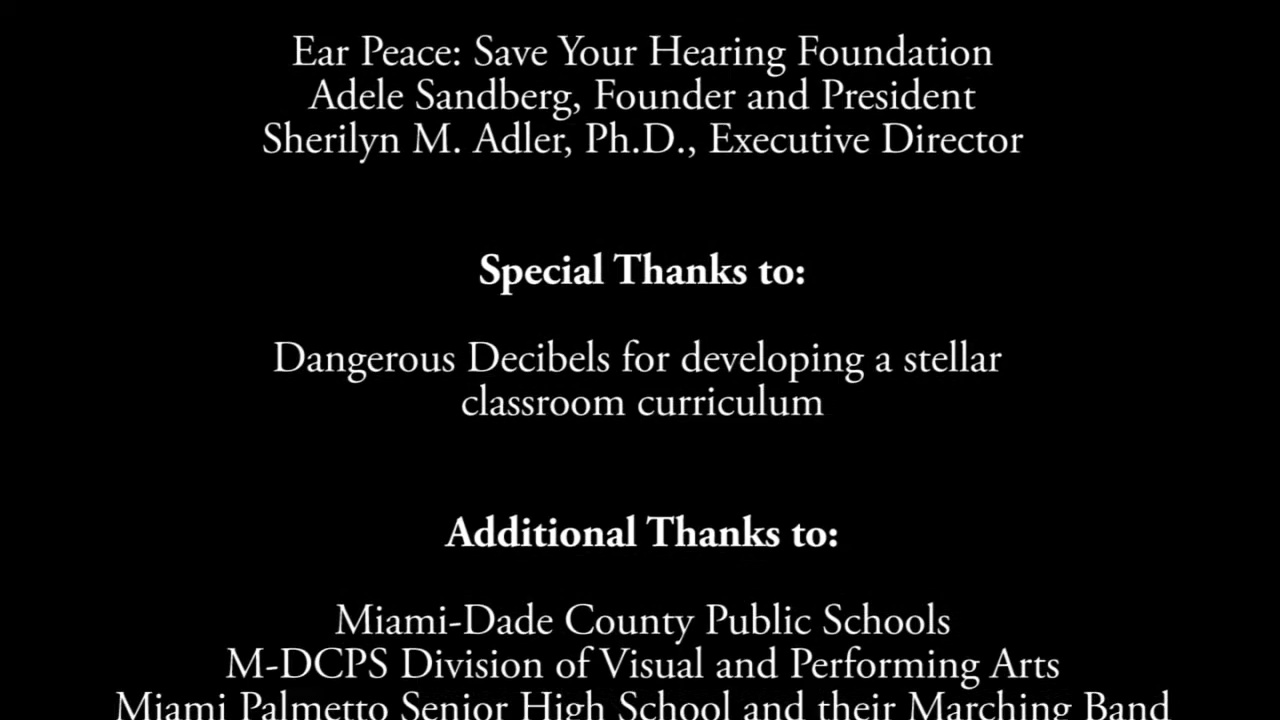 Ear Peace: Save Your Hearing Foundation
Adele Sandberg, Founder and President
Sherilyn M. Adler, Ph.D., Executive Director
Special Thanks to:
Dangerous Decibels for developing a stellar
classroom curriculum
Additional Thanks to:
Miami-Dade County Public Schools
M-DCPS Division of Visual and Performing Arts
Miami Palmetto Senior High School and their Marching Band